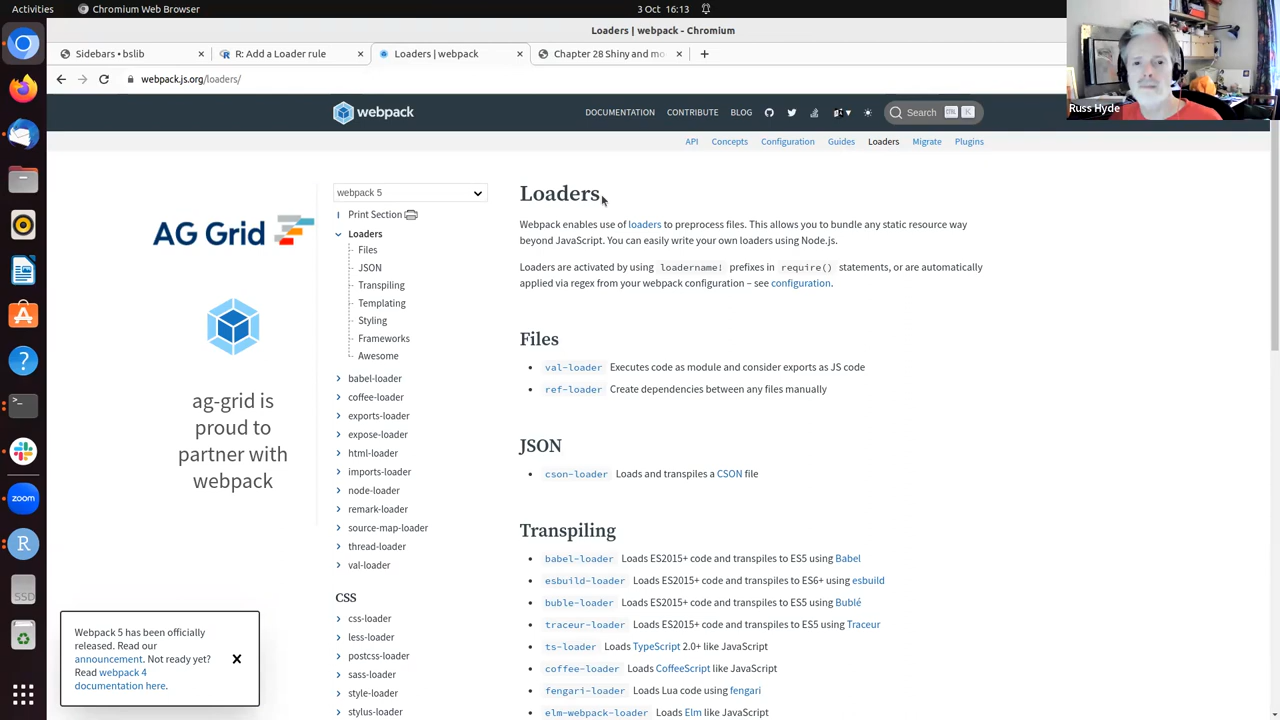 Activities
Chromium Web Browser
3 Oct 16:13
Loaders | webpack - Chromium
Sidebars • bslib
R: Add a Loader rule
Loaders | webpack
Chapter 28 Shiny and mo
webpack.js.org/loaders/
Russ Hyde
webpack
DOCUMENTATION
CONTRIBUTE
BLOG
Search
CTRL
K
API
Concepts
Configuration
Guides
Loaders
Migrate
Plugins
AG Grid
ag-grid is
proud to
partner with
webpack
webpack 5
Print Section
Loaders
Files
JSON
Transpiling
Templating
Styling
Frameworks
Awesome
babel-loader
coffee-loader
exports-loader
expose-loader
html-loader
imports-loader
node-loader
remark-loader
source-map-loader
thread-loader
val-loader
CSS
css-loader
less-loader
postcss-loader
sass-loader
style-loader
stylus-loader
Loaders
Webpack enables use of loaders to preprocess files. This allows you to bundle any static resource way
beyond JavaScript. You can easily write your own loaders using Node.js.
Loaders are activated by using loadername! prefixes in require() statements, or are automatically
applied via regex from your webpack configuration – see configuration.
Files
val-loader Executes code as module and consider exports as JS code
ref-loader Create dependencies between any files manually
JSON
cson-loader Loads and transpiles a CSON file
Transpiling
babel-loader Loads ES2015+ code and transpiles to ES5 using Babel
esbuild-loader Loads ES2015+ code and transpiles to ES6+ using esbuild
buble-loader Loads ES2015+ code and transpiles to ES5 using Bublé
traceur-loader Loads ES2015+ code and transpiles to ES5 using Traceur
ts-loader Loads TypeScript 2.0+ like JavaScript
coffee-loader Loads CoffeeScript like JavaScript
fengari-loader Loads Lua code using fengari
elm-webpack-loader Loads Elm like JavaScript
Webpack 5 has been officially
released. Read our
announcement. Not ready yet?
Read webpack 4
documentation here.
zoom
R
SSD